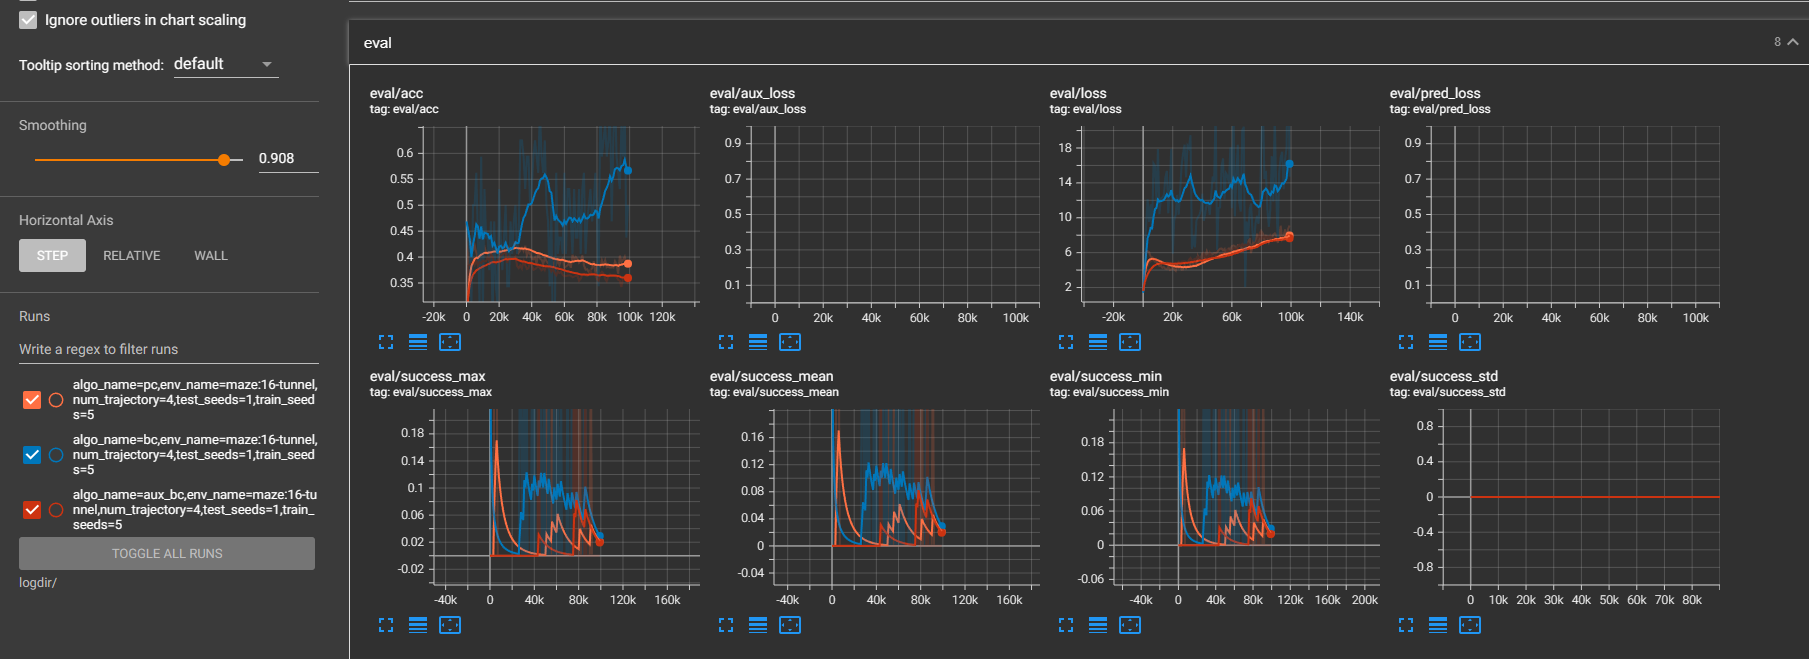 Ignore outliers in chart scaling
Tooltip sorting method: default
Smoothing
0.908
Horizontal Axis
STEP RELATIVE WALL
Runs
Write a regex to filter runs
algo_name=pc,env_name=maze:16-tunnel,
num_trajectory=4,test_seeds=1,train_seed
s=5
algo_name=bc,env_name=maze:16-tunnel,
num_trajectory=4,test_seeds=1,train_seed
s=5
algo_name=aux_bc,env_name=maze:16-tu
nnel,num_trajectory=4,test_seeds=1,train_
seeds=5
TOGGLE ALL RUNS
logdir/
eval
8
eval/acc
tag: eval/acc
0.6
0.55
0.5
0.45
0.4
0.35
-20k 0 20k 40k 60k 80k 100k 120k
eval/aux_loss
tag: eval/aux_loss
0.9
0.7
0.5
0.3
0.1
0 20k 40k 60k 80k 100k
eval/loss
tag: eval/loss
18
14
10
6
2
-20k 20k 60k 100k 140k
eval/pred_loss
tag: eval/pred_loss
0.9
0.7
0.5
0.3
0.1
0 20k 40k 60k 80k 100k
eval/success_max
tag: eval/success_max
0.18
0.14
0.1
0.06
0.02
-0.02
-40k 0 40k 80k 120k 160k
eval/success_mean
tag: eval/success_mean
0.16
0.12
0.08
0.04
0
-0.04
-40k 0 40k 80k 120k 160k
eval/success_min
tag: eval/success_min
0.18
0.12
0.06
0
-0.06
-40k 0 40k 80k 120k 160k 200k
eval/success_std
tag: eval/success_std
0.8
0.4
0
-0.4
-0.8
0 10k 20k 30k 40k 50k 60k 70k 80k